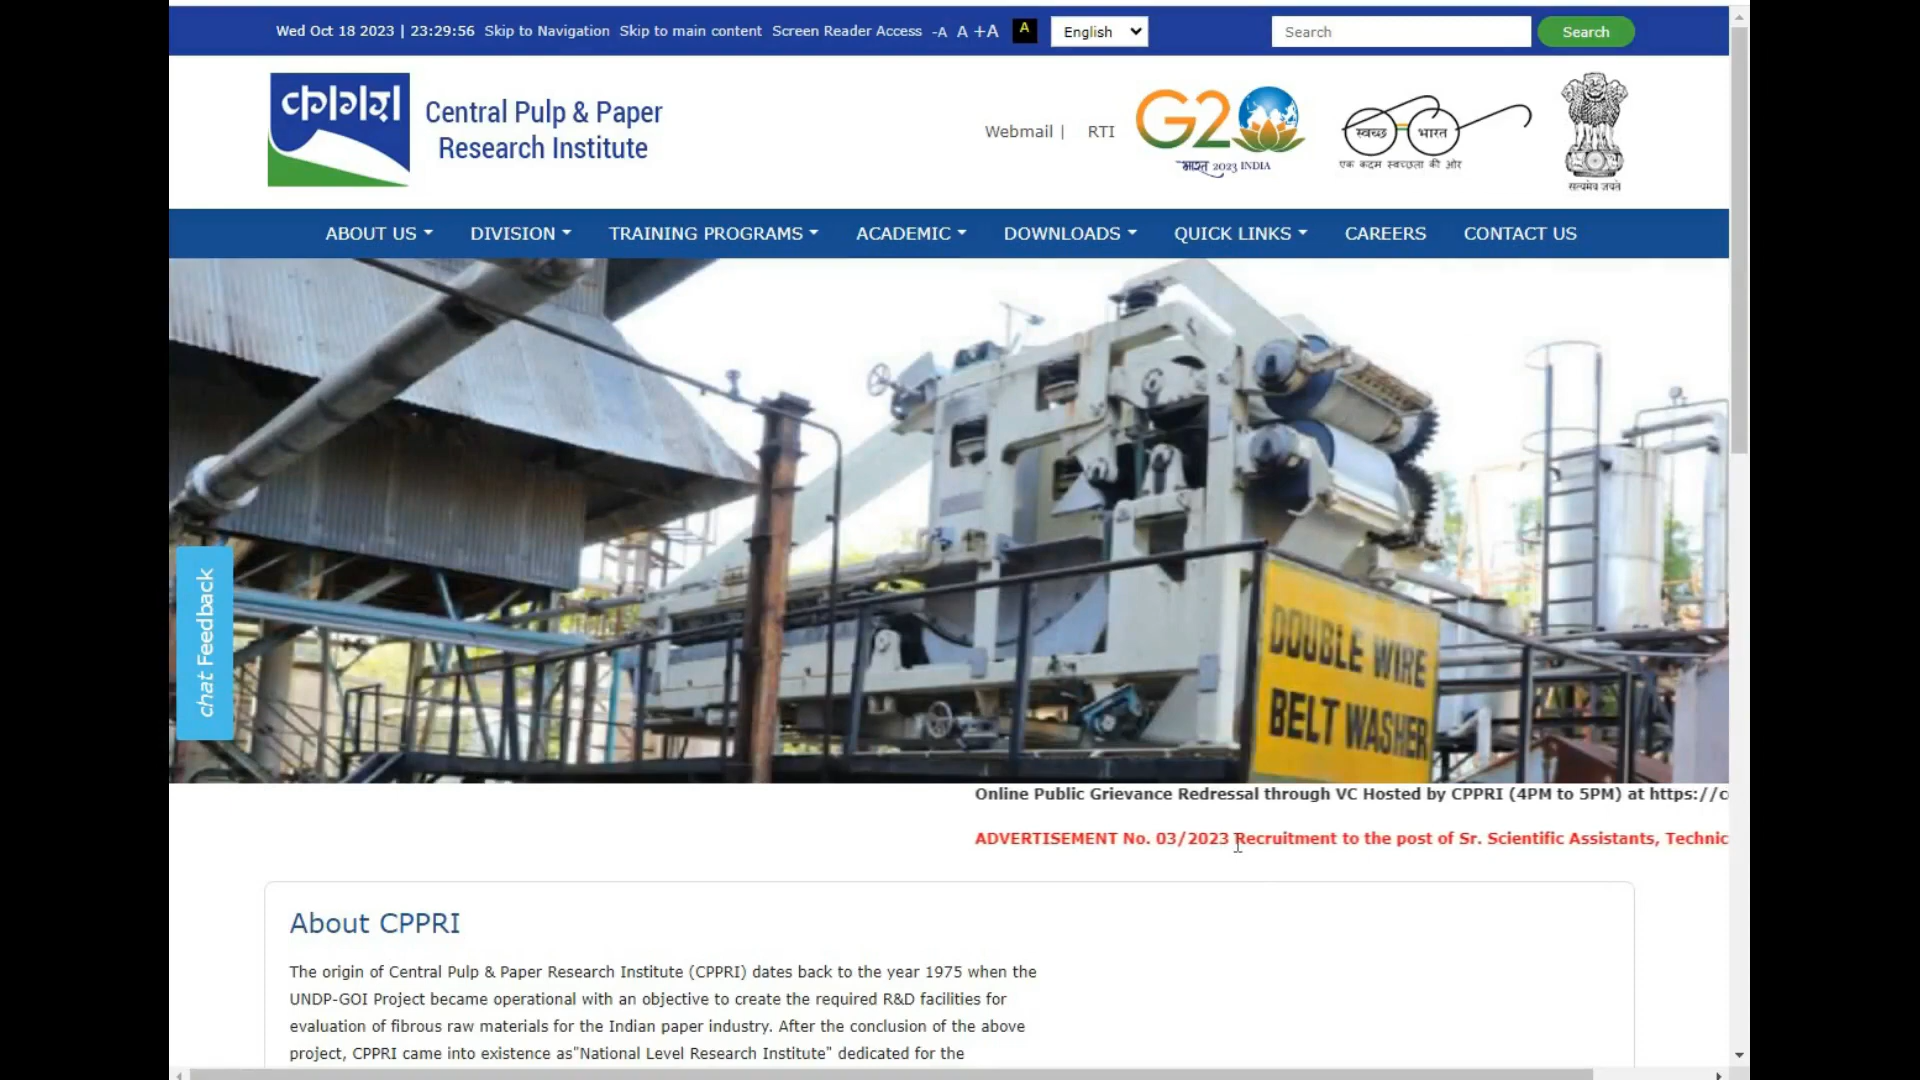 Wed Oct 18 2023 | 23:29:56 Skip to Navigation Skip to main content Screen Reader Access -A A +A A English Search Search
कागरा
Central Pulp & Paper
Research Institute
Webmail | RTI
G20
भारत 2023 INDIA
स्वच्छ भारत
एक कदम स्वच्छता की ओर
सत्यमेव जयते
ABOUT US DIVISION TRAINING PROGRAMS ACADEMIC DOWNLOADS QUICK LINKS CAREERS CONTACT US
DOUBLE WIRE
BELT WASHER
chat Feedback
Online Public Grievance Redressal through VC Hosted by CPPRI (4PM to 5PM) at https://c
ADVERTISEMENT No. 03/2023 Recruitment to the post of Sr. Scientific Assistants, Technic
About CPPRI
The origin of Central Pulp & Paper Research Institute (CPPRI) dates back to the year 1975 when the
UNDP-GOI Project became operational with an objective to create the required R&D facilities for
evaluation of fibrous raw materials for the Indian paper industry. After the conclusion of the above
project, CPPRI came into existence as"National Level Research Institute" dedicated for the